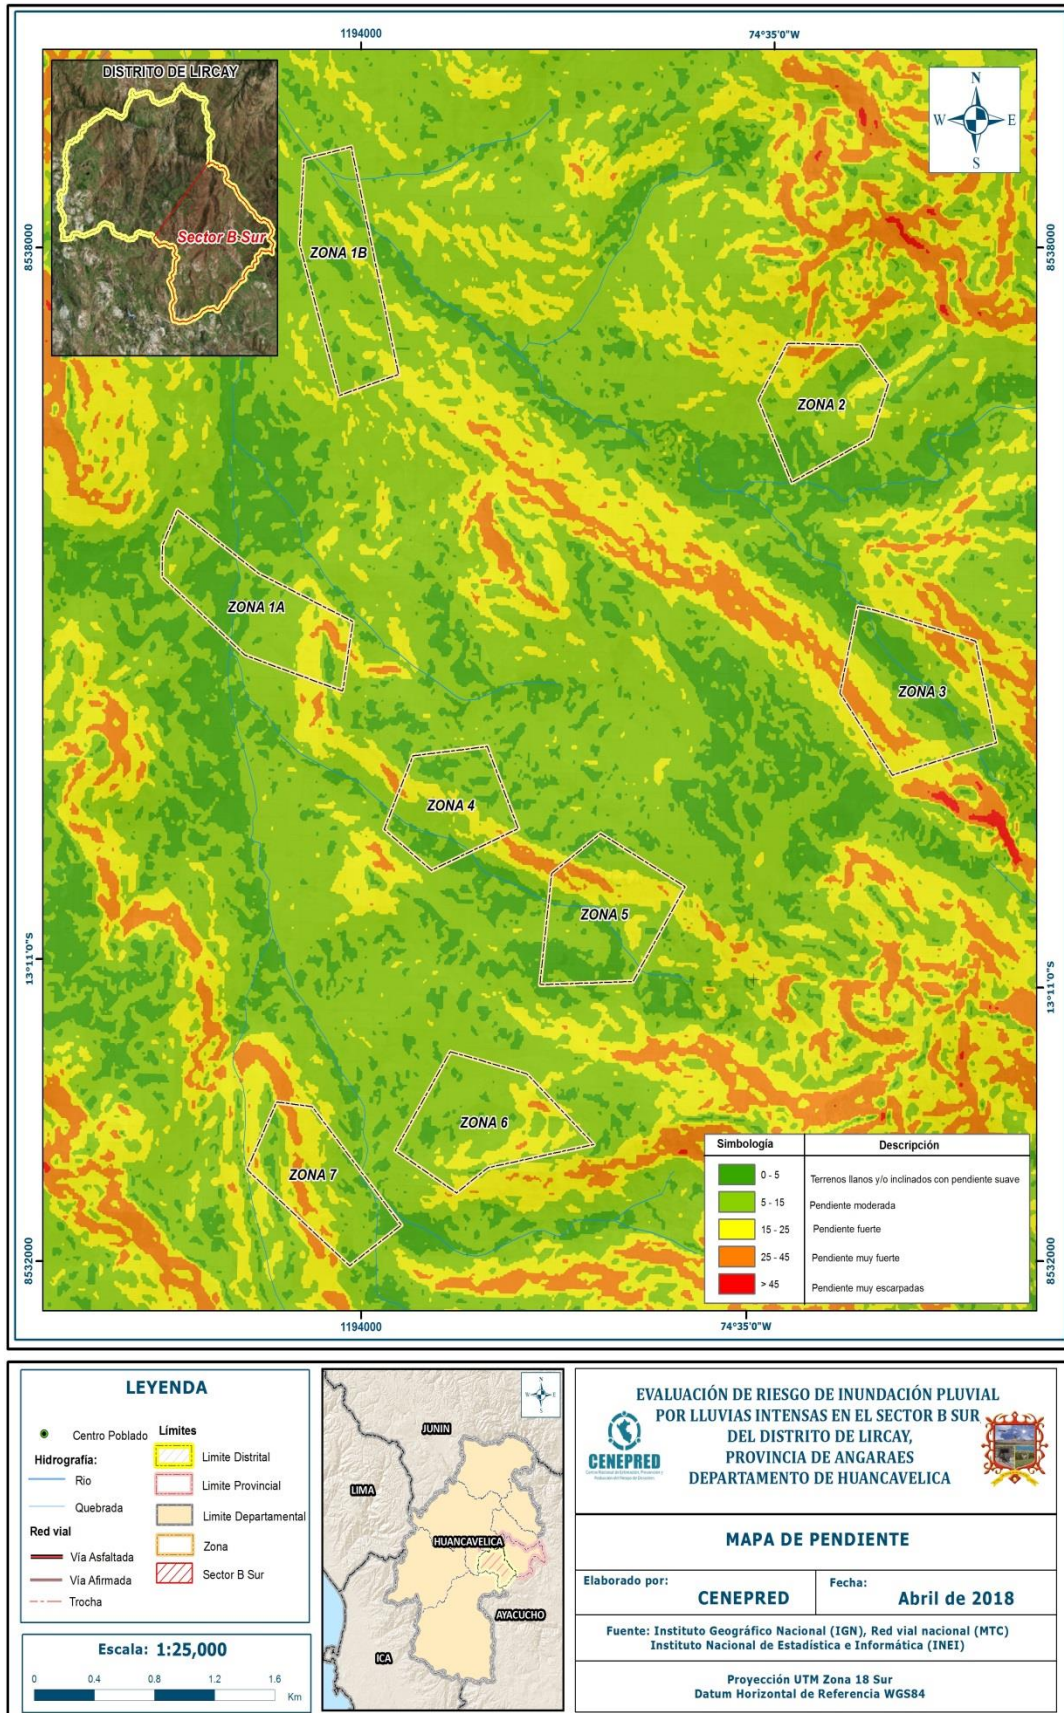 1194000
74°35'0"W
DISTRITO DE LIRCAY
Sector B-Sur
N
W
E
S
8538000
8538000
ZONA 1B
ZONA 2
ZONA 1A
ZONA 3
ZONA 4
ZONA 5
13°11'0"S
13°11'0"S
ZONA 6
ZONA 7
8532000
8532000
Simbología
Descripción
0 - 5
Terrenos llanos y/o inclinados con pendiente suave
5 - 15
Pendiente moderada
15 - 25
Pendiente fuerte
25 - 45
Pendiente muy fuerte
> 45
Pendiente muy escarpadas
1194000
74°35'0"W
LEYENDA
Centro Poblado
Hidrografía:
Rio
Quebrada
Red vial
Vía Asfaltada
Vía Afirmada
Trocha
Límites
Limite Distrital
Limite Provincial
Limite Departamental
Zona
Sector B Sur
Escala: 1:25,000
0 0.4 0.8 1.2 1.6
Km
N
W
E
S
JUNIN
LIMA
HUANCAVELICA
AYACUCHO
ICA
EVALUACIÓN DE RIESGO DE INUNDACIÓN PLUVIAL
POR LLUVIAS INTENSAS EN EL SECTOR B SUR
DEL DISTRITO DE LIRCAY,
PROVINCIA DE ANGARAES
DEPARTAMENTO DE HUANCAVELICA
CENEPRED
MAPA DE PENDIENTE
Elaborado por:
CENEPRED
Fecha:
Abril de 2018
Fuente: Instituto Geográfico Nacional (IGN), Red vial nacional (MTC)
Instituto Nacional de Estadística e Informática (INEI)
Proyección UTM Zona 18 Sur
Datum Horizontal de Referencia WGS84